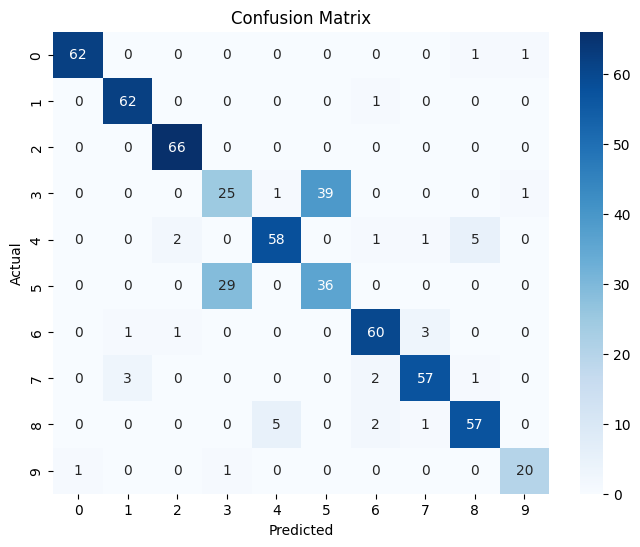 Confusion Matrix
Actual
0 62 0 0 0 0 0 0 0 1 1
1 0 62 0 0 0 0 1 0 0 0
2 0 0 66 0 0 0 0 0 0 0
3 0 0 0 25 1 39 0 0 0 1
4 0 0 2 0 58 0 1 1 5 0
5 0 0 0 29 0 36 0 0 0 0
6 0 1 1 0 0 0 60 3 0 0
7 0 3 0 0 0 0 2 57 1 0
8 0 0 0 0 5 0 2 1 57 0
9 1 0 0 1 0 0 0 0 0 20
0 1 2 3 4 5 6 7 8 9
Predicted
60
50
40
30
20
10
0